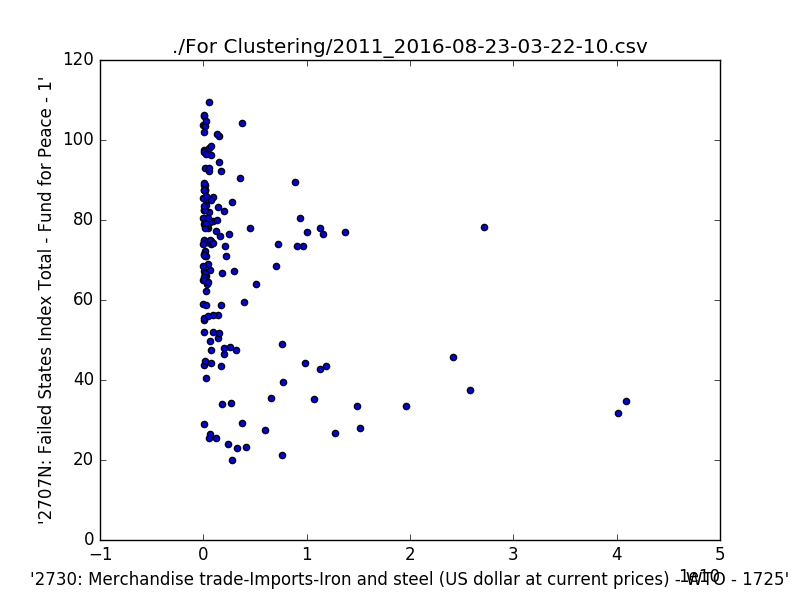 ./For Clustering/2011_2016-08-23-03-22-10.csv
'2707N: Failed States Index Total - Fund for Peace - 1'
120
100
80
60
40
20
0
−1 0 1 2 3 4 5
1e10
'2730: Merchandise trade-Imports-Iron and steel (US dollar at current prices) - WTO - 1725'